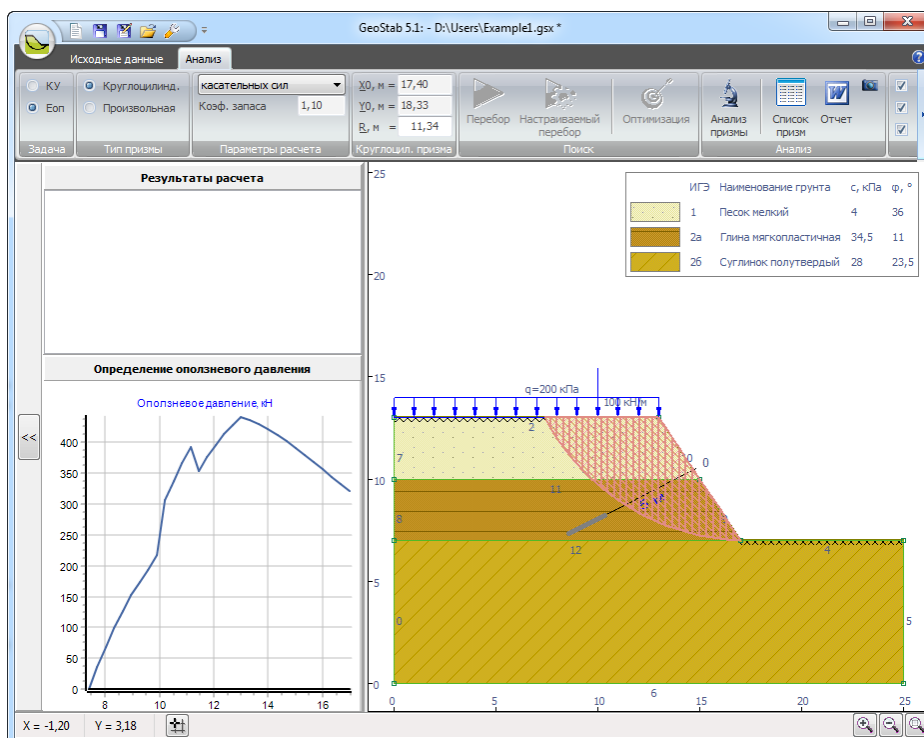 GeoStab 5.1: - D:\Users\Example1.gsx *
Исходные данные Анализ
КУ Круглоцилинд. касательных сил X0, м = 17,40
Еоп Произвольная Коэф. запаса 1,10 Y0, м = 18,33
R, м = 11,34
Перебор Настраиваемый перебор Оптимизация Анализ призмы Список призм Отчет
Задача Тип призмы Параметры расчета Круглоцил. призма Поиск Анализ
Результаты расчета
Определение оползневого давления
Оползневое давление, кН
400
350
300
250
200
150
100
50
0
8 10 12 14 16
<<
25
20
15
10
5
0
0 5 10 15 20 25
ИГЭ Наименование грунта c, кПа φ, °
1 Песок мелкий 4 36
2а Глина мягкопластичная 34,5 11
2б Суглинок полутвердый 28 23,5
q=200 кПа
100 кН/м
2
7
0 0
11
8
12
4
0
5
6
X = -1,20 Y = 3,18